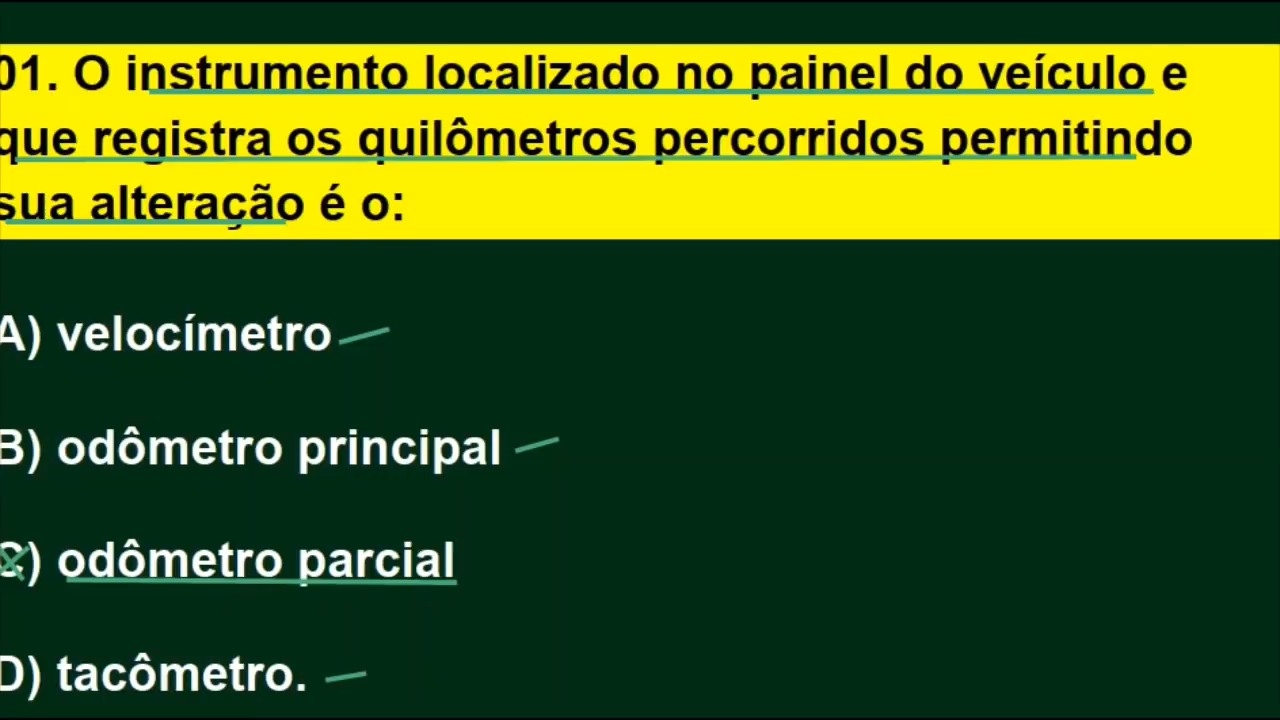 01. O instrumento localizado no painel do veículo e
que registra os quilômetros percorridos permitindo
sua alteração é o:
A) velocímetro
B) odômetro principal
C) odômetro parcial
D) tacômetro.